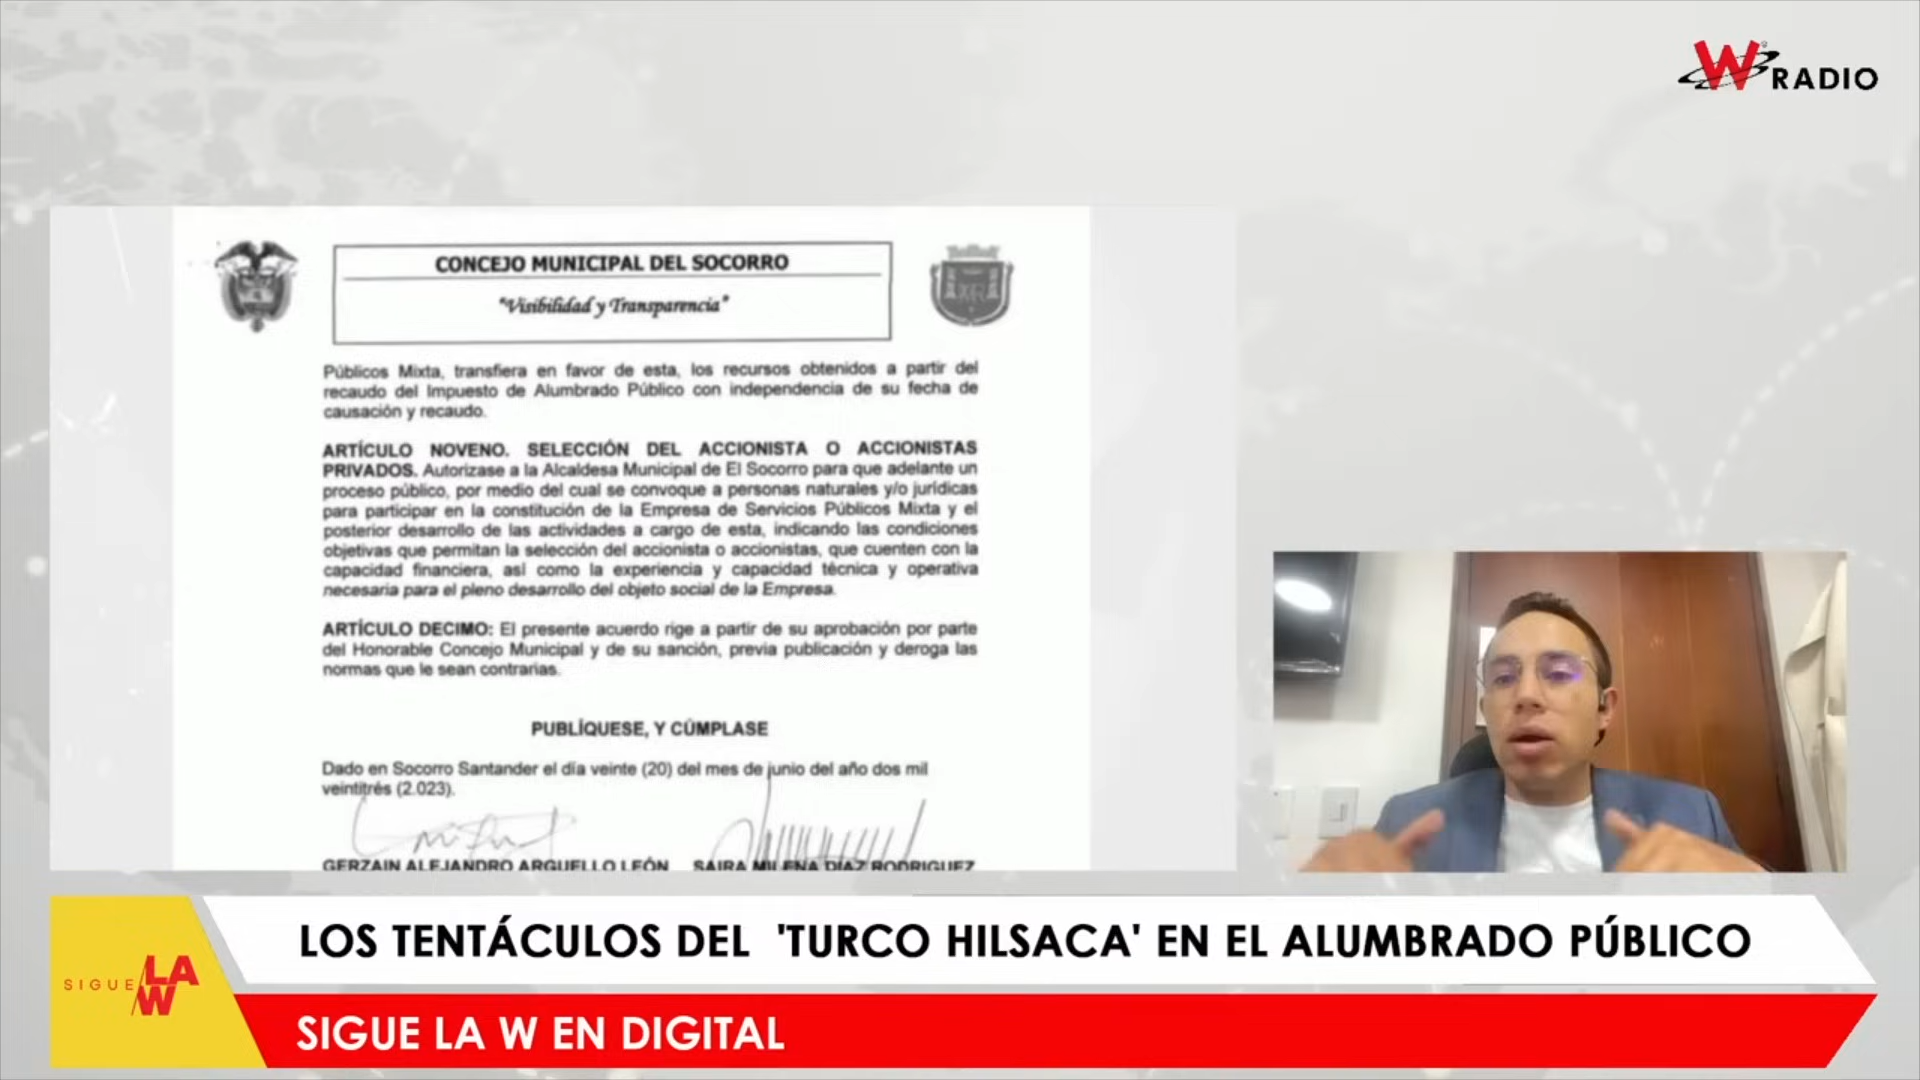 W RADIO
CONCEJO MUNICIPAL DEL SOCORRO
"Visibilidad y Transparencia"
Públicos Mixta, transfiera en favor de esta, los recursos obtenidos a partir del
recaudo del Impuesto de Alumbrado Público con independencia de su fecha de
causación y recaudo.
ARTÍCULO NOVENO. SELECCIÓN DEL ACCIONISTA O ACCIONISTAS
PRIVADOS. Autorízase a la Alcaldesa Municipal de El Socorro para que adelante un
proceso público, por medio del cual se convoque a personas naturales y/o jurídicas
para participar en la constitución de la Empresa de Servicios Públicos Mixta y el
posterior desarrollo de las actividades a cargo de esta, indicando las condiciones
objetivas que permitan la selección del accionista o accionistas, que cuenten con la
capacidad financiera, así como la experiencia y capacidad técnica y operativa
necesaria para el pleno desarrollo del objeto social de la Empresa.
ARTÍCULO DECIMO: El presente acuerdo rige a partir de su aprobación por parte
del Honorable Concejo Municipal y de su sanción, previa publicación y deroga las
normas que le sean contrarias.
PUBLÍQUESE, Y CÚMPLASE
Dado en Socorro Santander el día veinte (20) del mes de junio del año dos mil
veintitrés (2.023).
GERZAIN ALEJANDRO ARGUELLO LEÓN SAIRA MILENA DIAZ RODRIGUEZ
LOS TENTÁCULOS DEL 'TURCO HILSACA' EN EL ALUMBRADO PÚBLICO
SIGUE LA W
SIGUE LA W EN DIGITAL